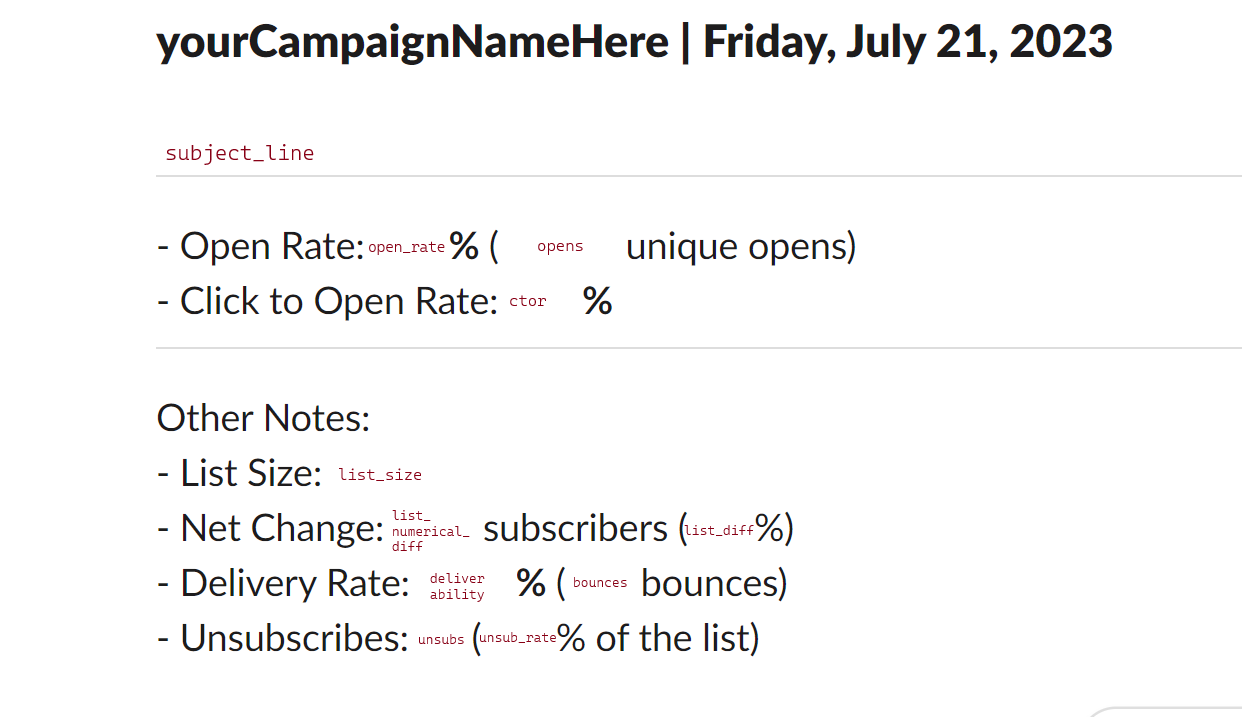 yourCampaignNameHere | Friday, July 21, 2023
subject_line
- Open Rate: open_rate % ( opens unique opens)
- Click to Open Rate: ctor %
Other Notes:
- List Size: list_size
- Net Change: list_numerical_diff subscribers (list_diff%)
- Delivery Rate: deliverability % ( bounces bounces)
- Unsubscribes: unsubs (unsub_rate% of the list)